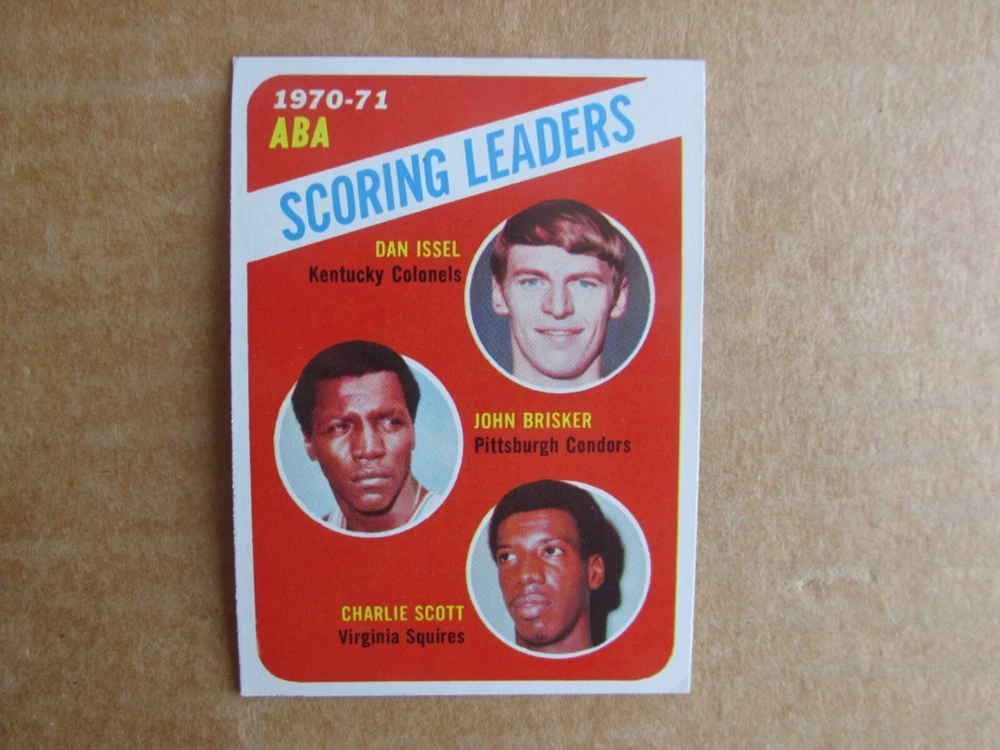 1970-71
ABA
SCORING LEADERS
DAN ISSEL
Kentucky Colonels
JOHN BRISKER
Pittsburgh Condors
CHARLIE SCOTT
Virginia Squires